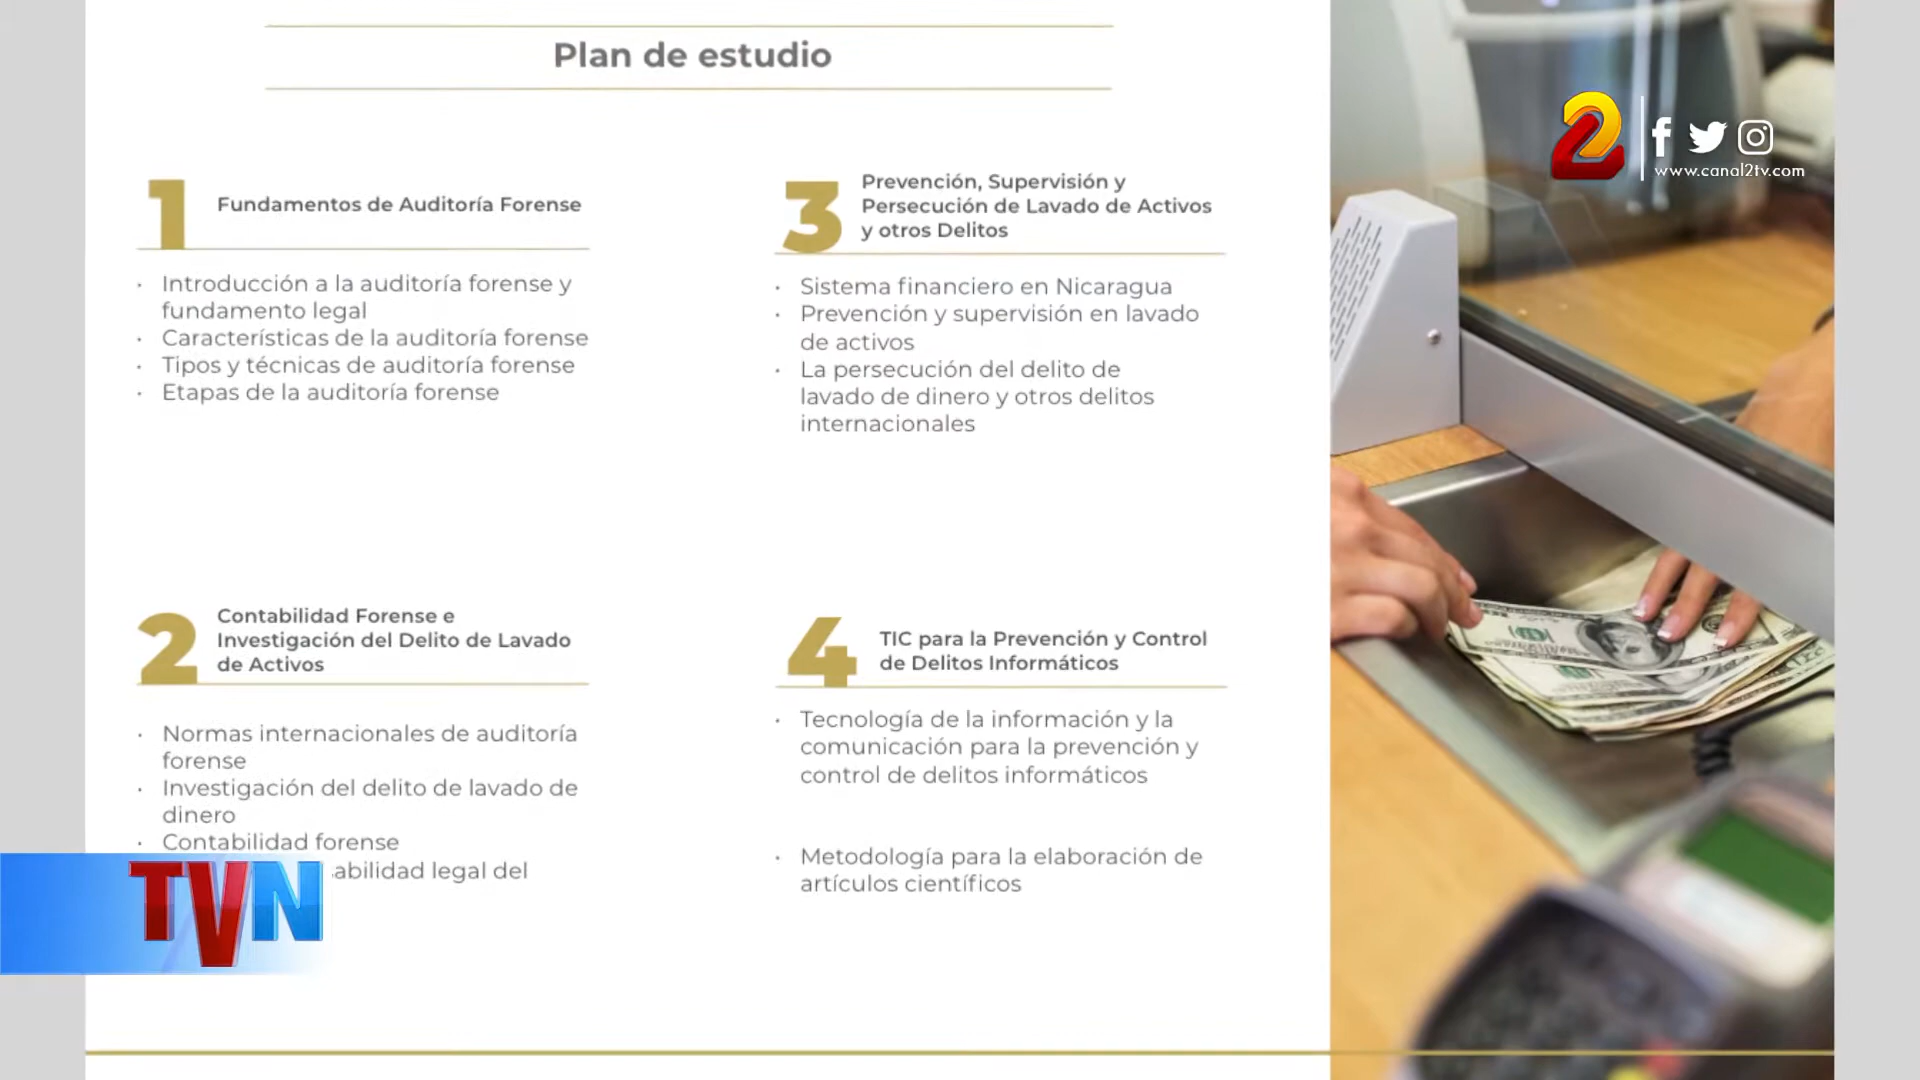 Plan de estudio
1
Fundamentos de Auditoría Forense
· Introducción a la auditoría forense y
fundamento legal
· Características de la auditoría forense
· Tipos y técnicas de auditoría forense
· Etapas de la auditoría forense
2
Contabilidad Forense e
Investigación del Delito de Lavado
de Activos
· Normas internacionales de auditoría
forense
· Investigación del delito de lavado de
dinero
· Contabilidad forense
legal del
3
Prevención, Supervisión y
Persecución de Lavado de Activos
y otros Delitos
· Sistema financiero en Nicaragua
· Prevención y supervisión en lavado
de activos
· La persecución del delito de
lavado de dinero y otros delitos
internacionales
4
TIC para la Prevención y Control
de Delitos Informáticos
· Tecnología de la información y la
comunicación para la prevención y
control de delitos informáticos
· Metodología para la elaboración de
artículos científicos
2
www.canal2tv.com
TVN